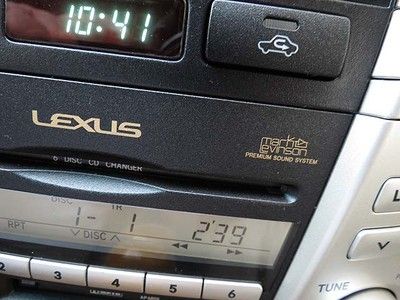 10:41
LEXUS
mark
levinson
PREMIUM SOUND SYSTEM
6 DISC CD CHANGER
DISC TR
1 - 1 2'39
RPT ∨ DISC ∧ ◀◀ ▶▶
2 3 4 5 6
TUNE